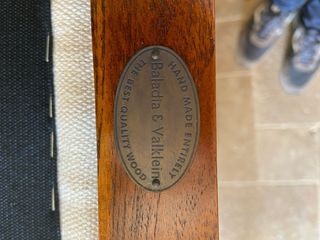 HAND MADE ENTIRELY
Baladia & Valklein
THE BEST QUALITY WOOD